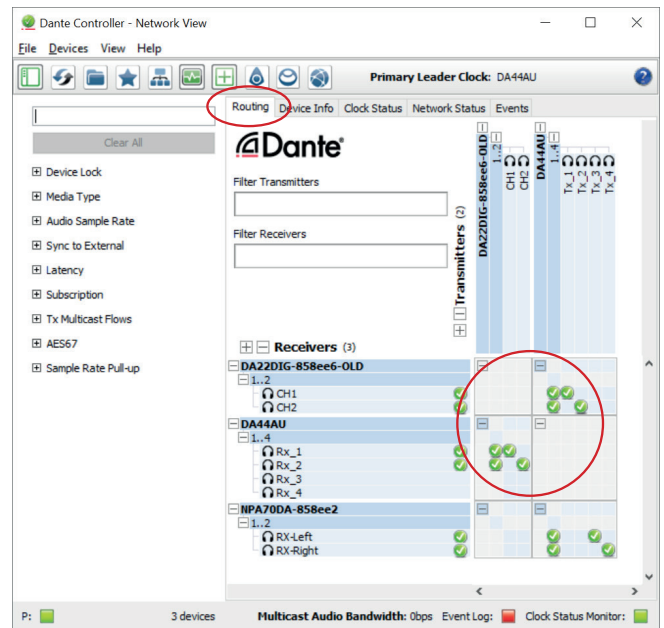 Dante Controller - Network View
File Devices View Help
Primary Leader Clock: DA44AU
?
Routing Device Info Clock Status Network Status Events
Clear All
Device Lock
Media Type
Audio Sample Rate
Sync to External
Latency
Subscription
Tx Multicast Flows
AES67
Sample Rate Pull-up
Dante
Filter Transmitters
Filter Receivers
Transmitters (2)
DA22DIG-858ee6-OLD
1..2
CH1
CH2
DA44AU
1..4
Tx_1
Tx_2
Tx_3
Tx_4
Receivers (3)
DA22DIG-858ee6-OLD
1..2
CH1
CH2
DA44AU
1..4
Rx_1
Rx_2
Rx_3
Rx_4
NPA70DA-858ee2
1..2
RX-Left
RX-Right
P: 3 devices Multicast Audio Bandwidth: 0bps Event Log: Clock Status Monitor: